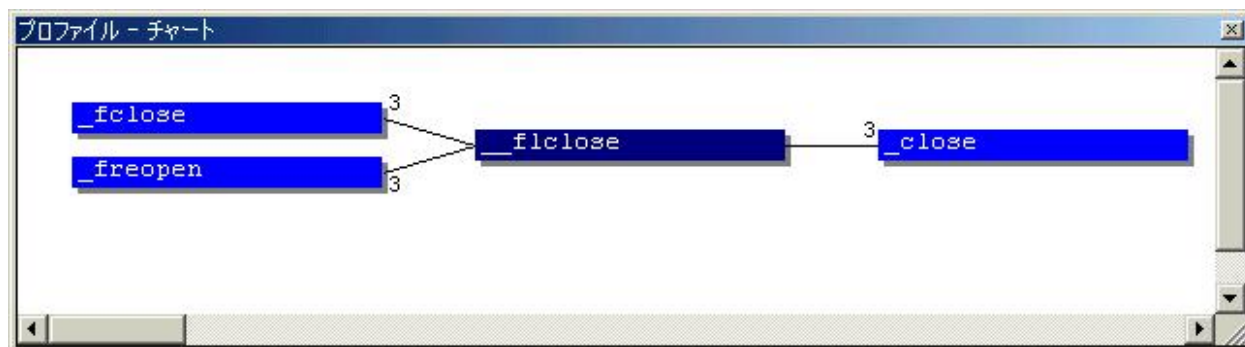 プロファイル - チャート
_fclose
3
__flclose
3
_close
_freopen
3